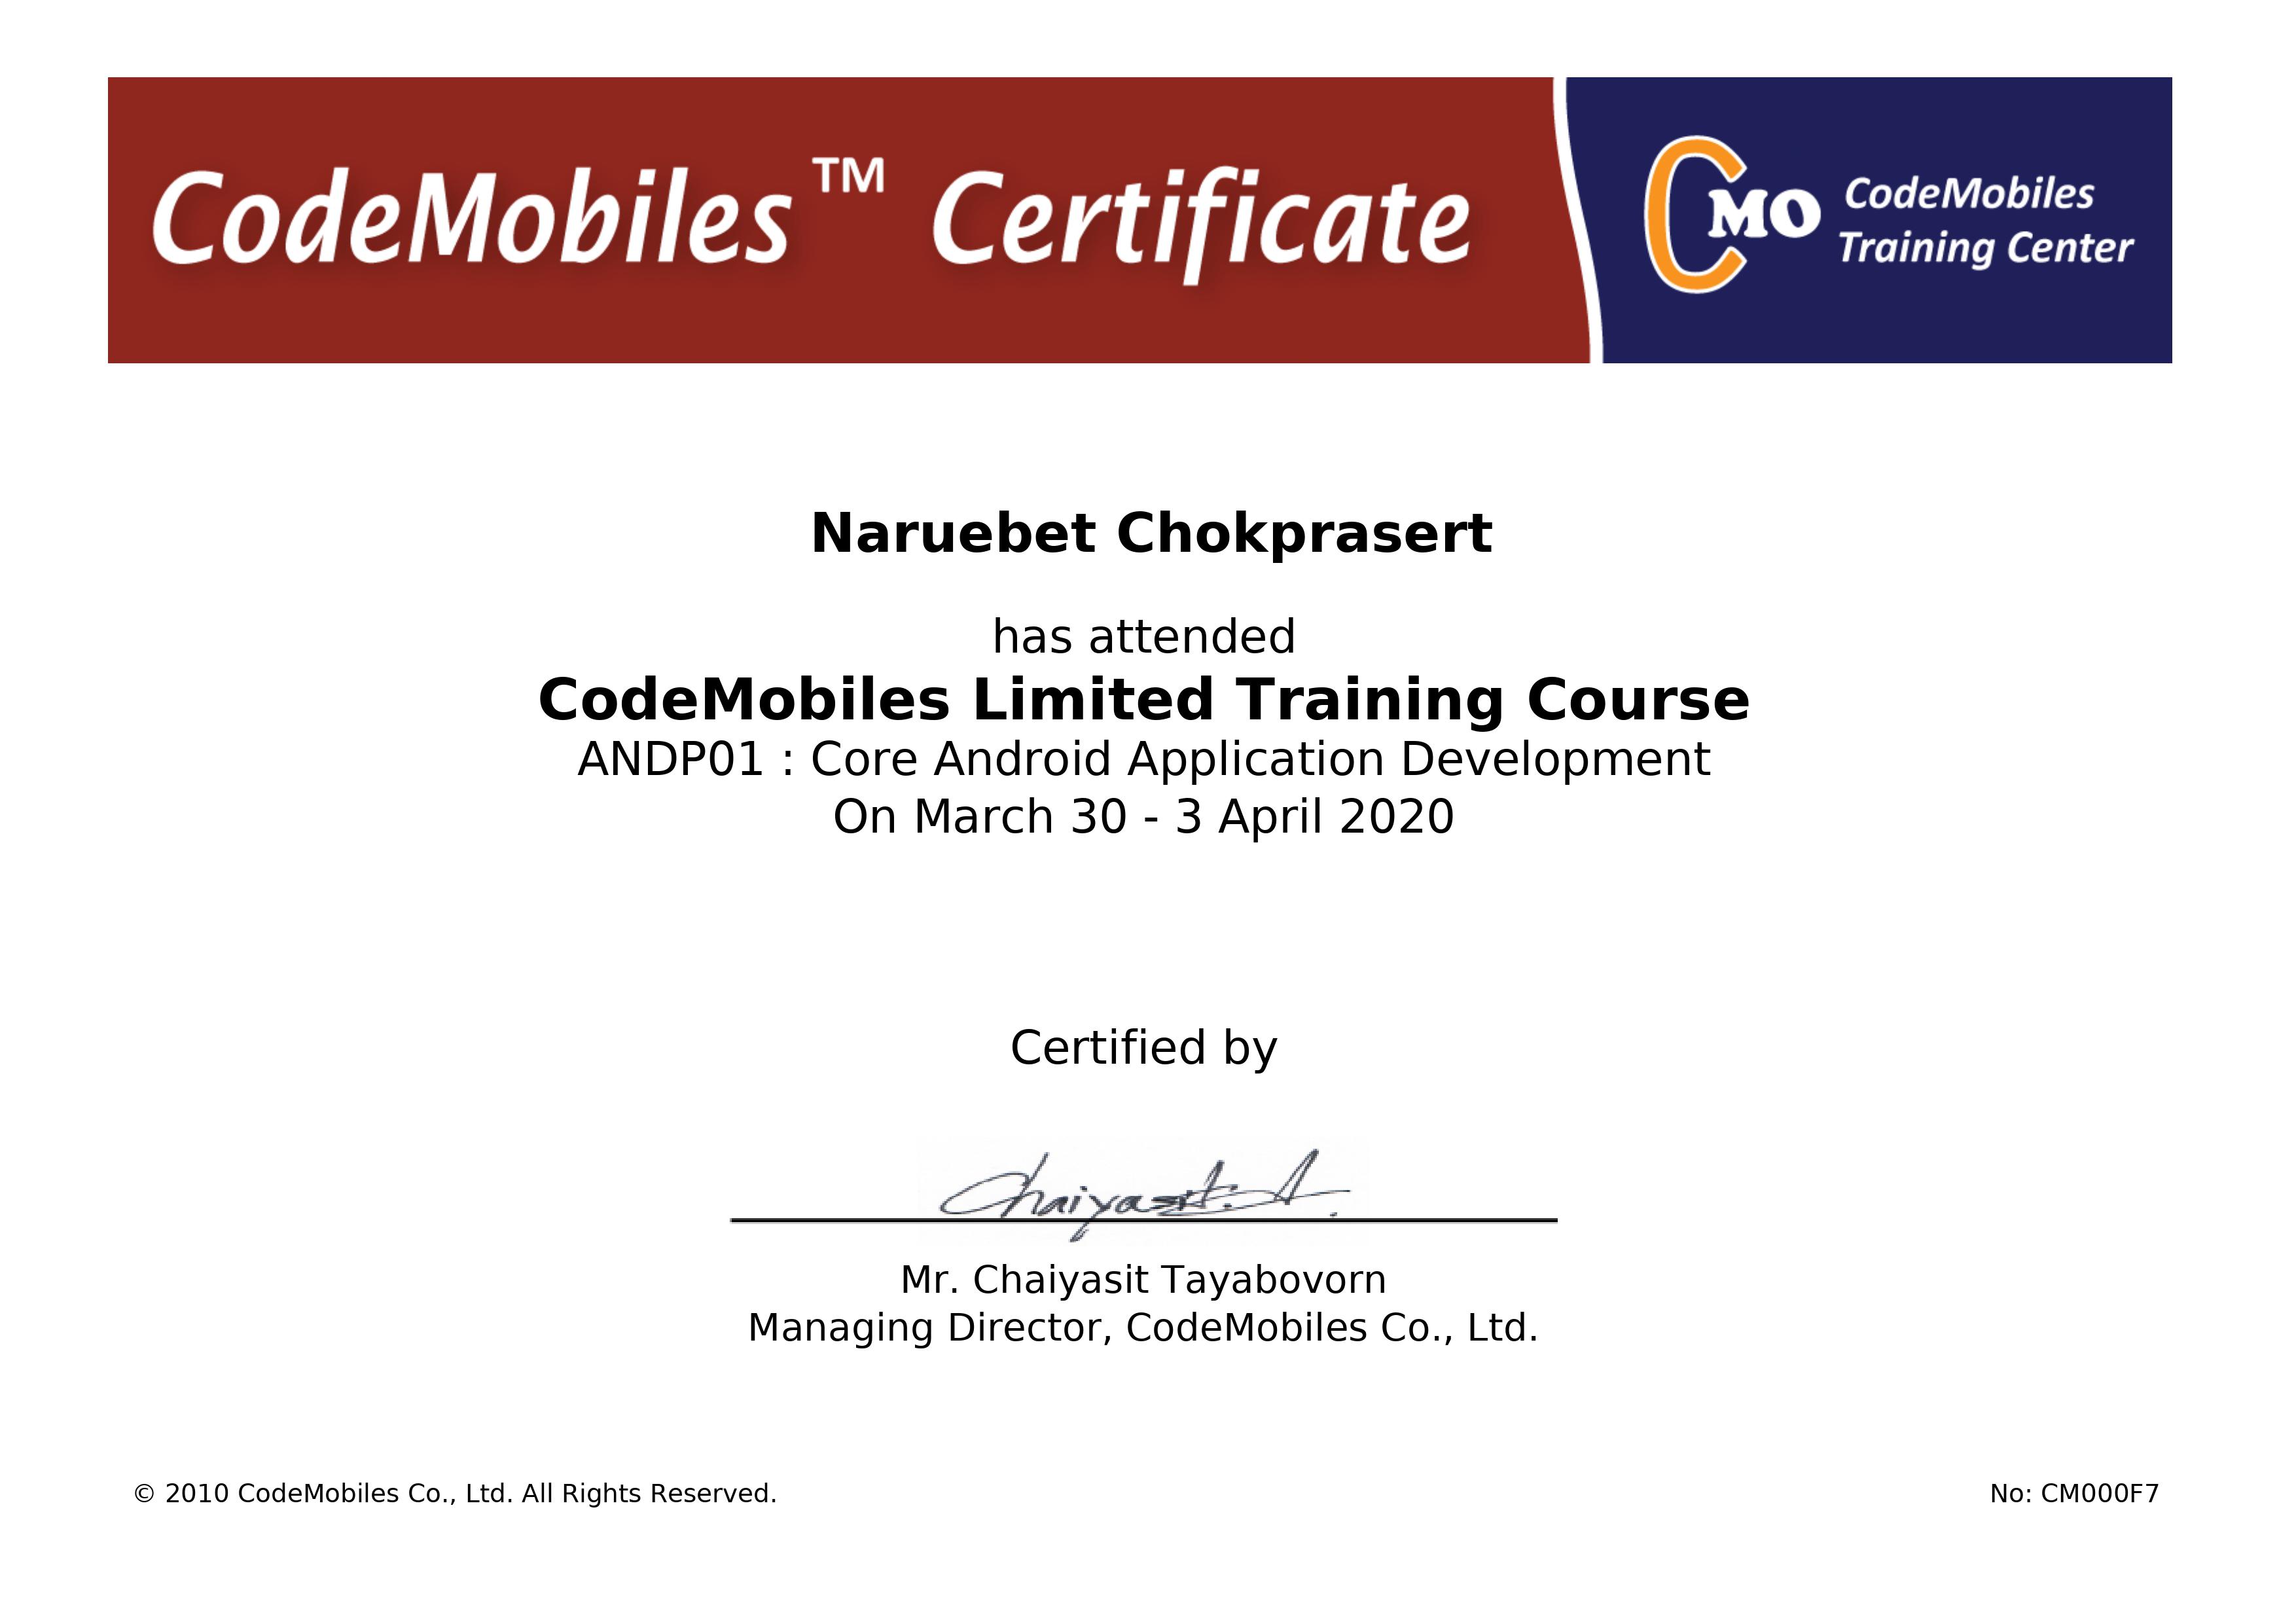 CodeMobiles™ Certificate
CMO
CodeMobiles
Training Center
Naruebet Chokprasert
has attended
CodeMobiles Limited Training Course
ANDP01 : Core Android Application Development
On March 30 - 3 April 2020
Certified by
Chaiyasit. A.
Mr. Chaiyasit Tayabovorn
Managing Director, CodeMobiles Co., Ltd.
© 2010 CodeMobiles Co., Ltd. All Rights Reserved.
No: CM000F7